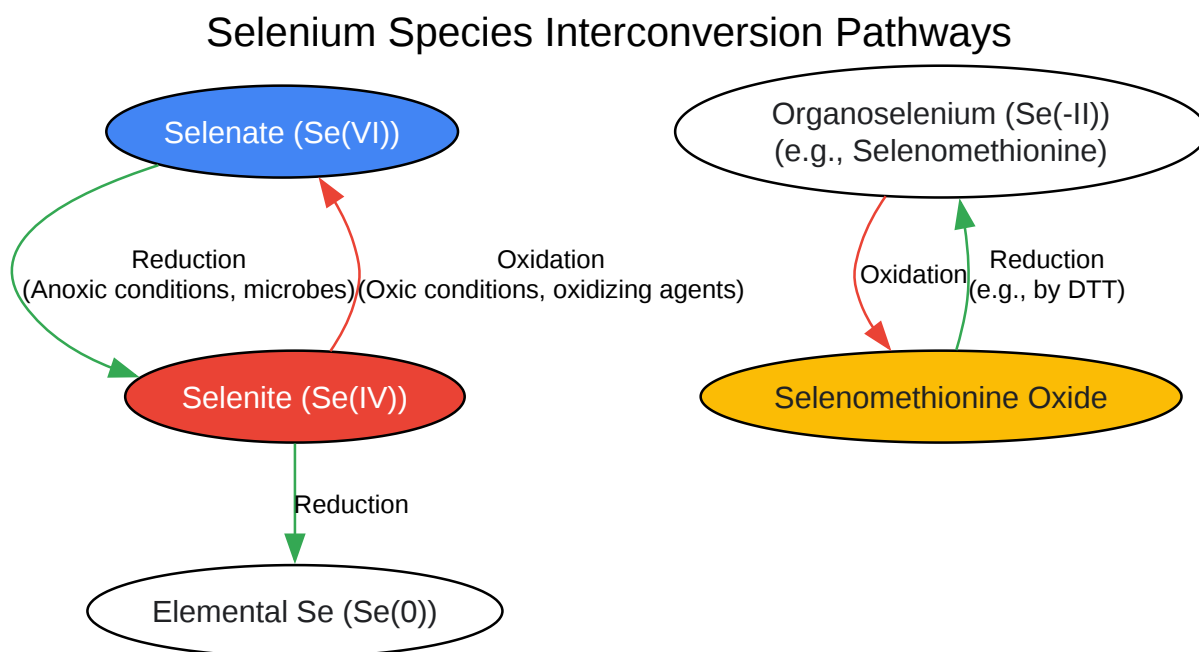 Selenium Species Interconversion Pathways
Selenate (Se(VI))
Reduction
(Anoxic conditions, microbes)
Oxidation
(Oxic conditions, oxidizing agents)
Selenite (Se(IV))
Reduction
Elemental Se (Se(0))
Organoselenium (Se(-II))
(e.g., Selenomethionine)
Oxidation
Reduction
(e.g., by DTT)
Selenomethionine Oxide